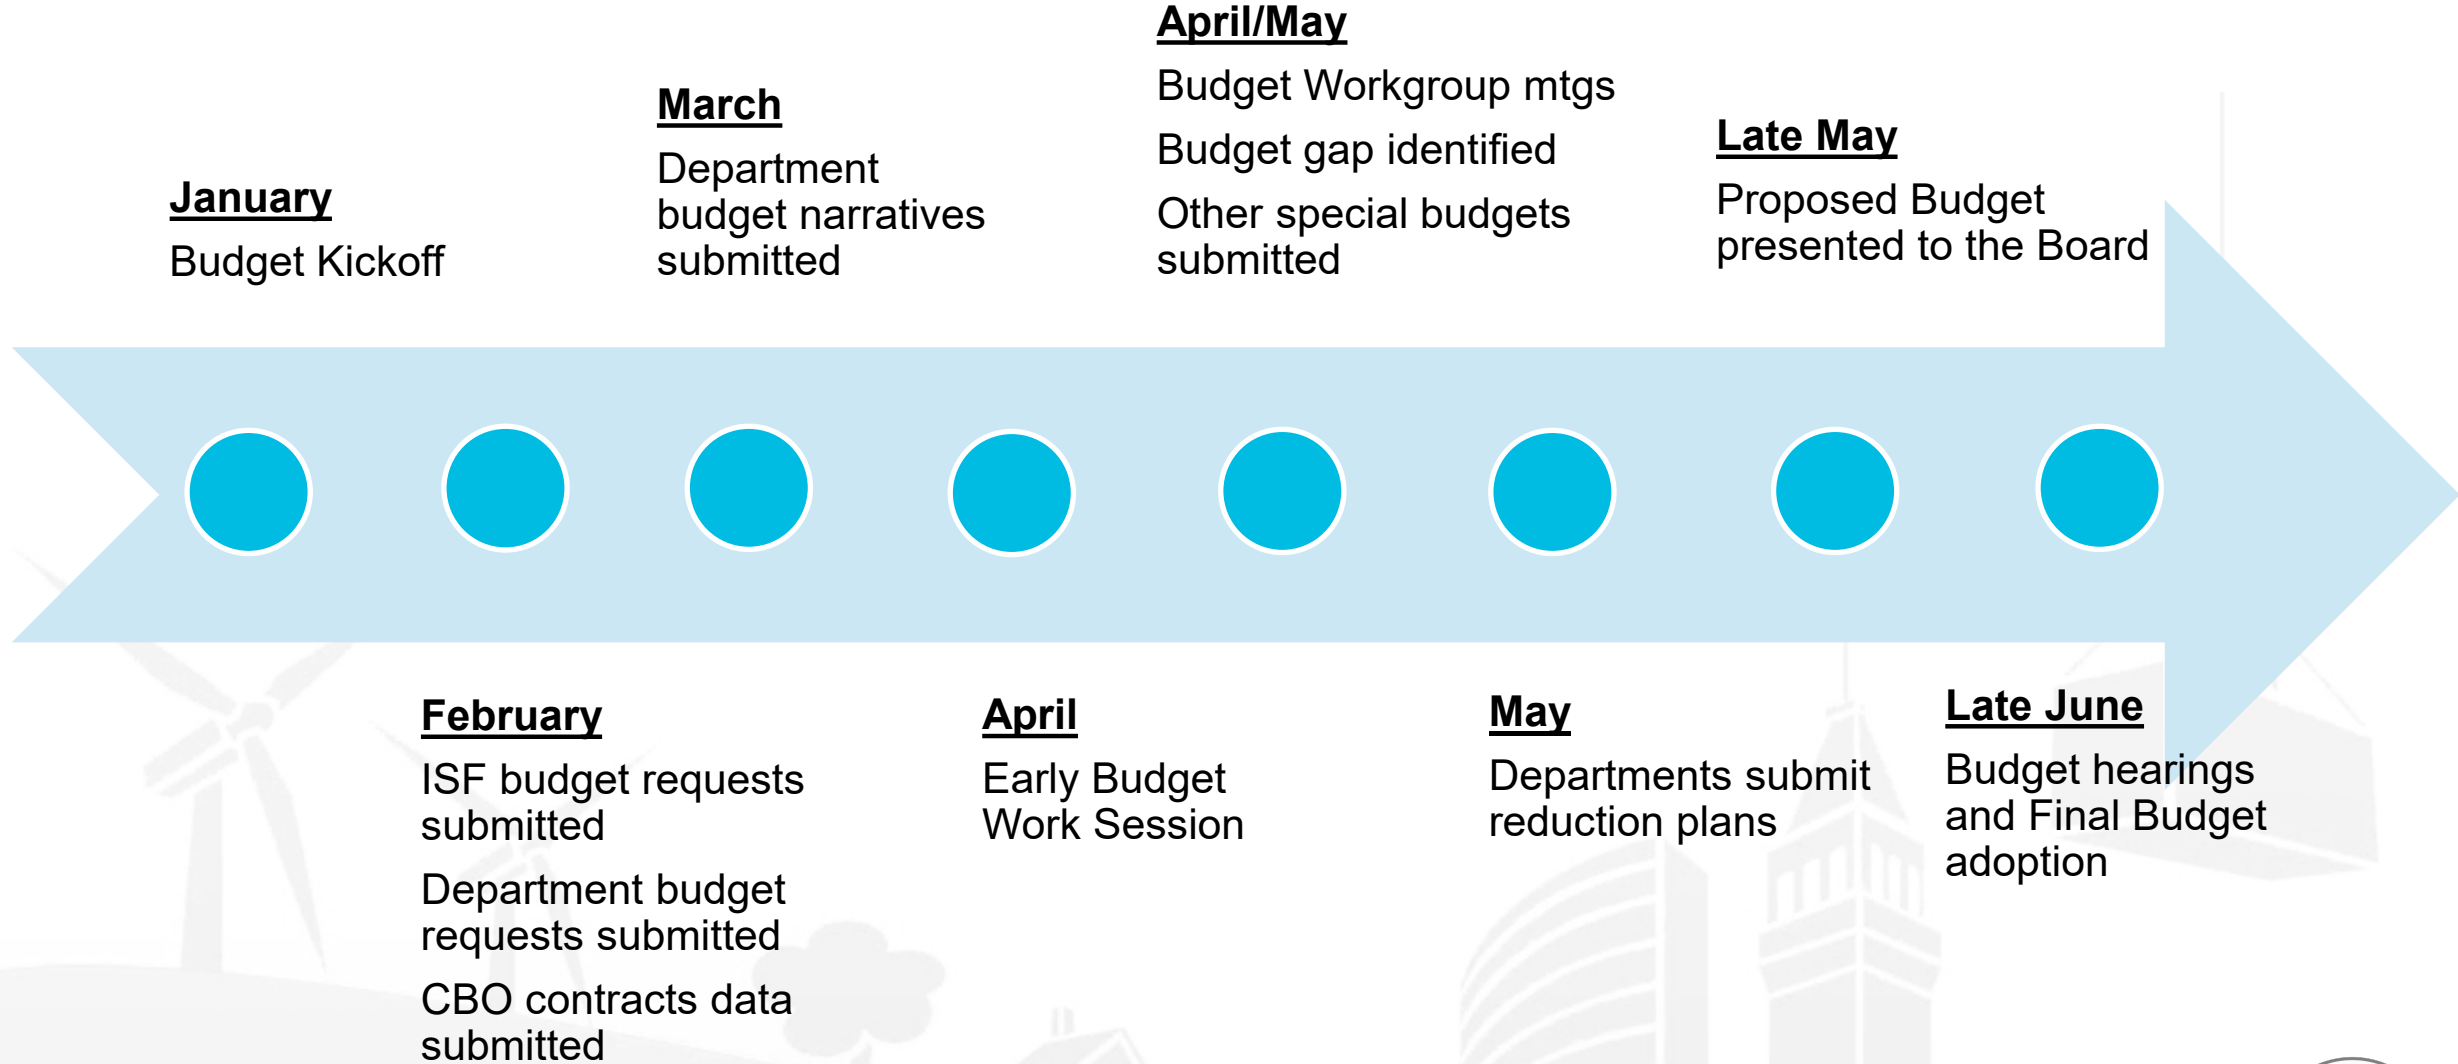 January
Budget Kickoff
February
ISF budget requests
submitted
Department budget
requests submitted
CBO contracts data
submitted
March
Department
budget narratives
submitted
April
Early Budget
Work Session
April/May
Budget Workgroup mtgs
Budget gap identified
Other special budgets
submitted
May
Departments submit
reduction plans
Late May
Proposed Budget
presented to the Board
Late June
Budget hearings
and Final Budget
adoption